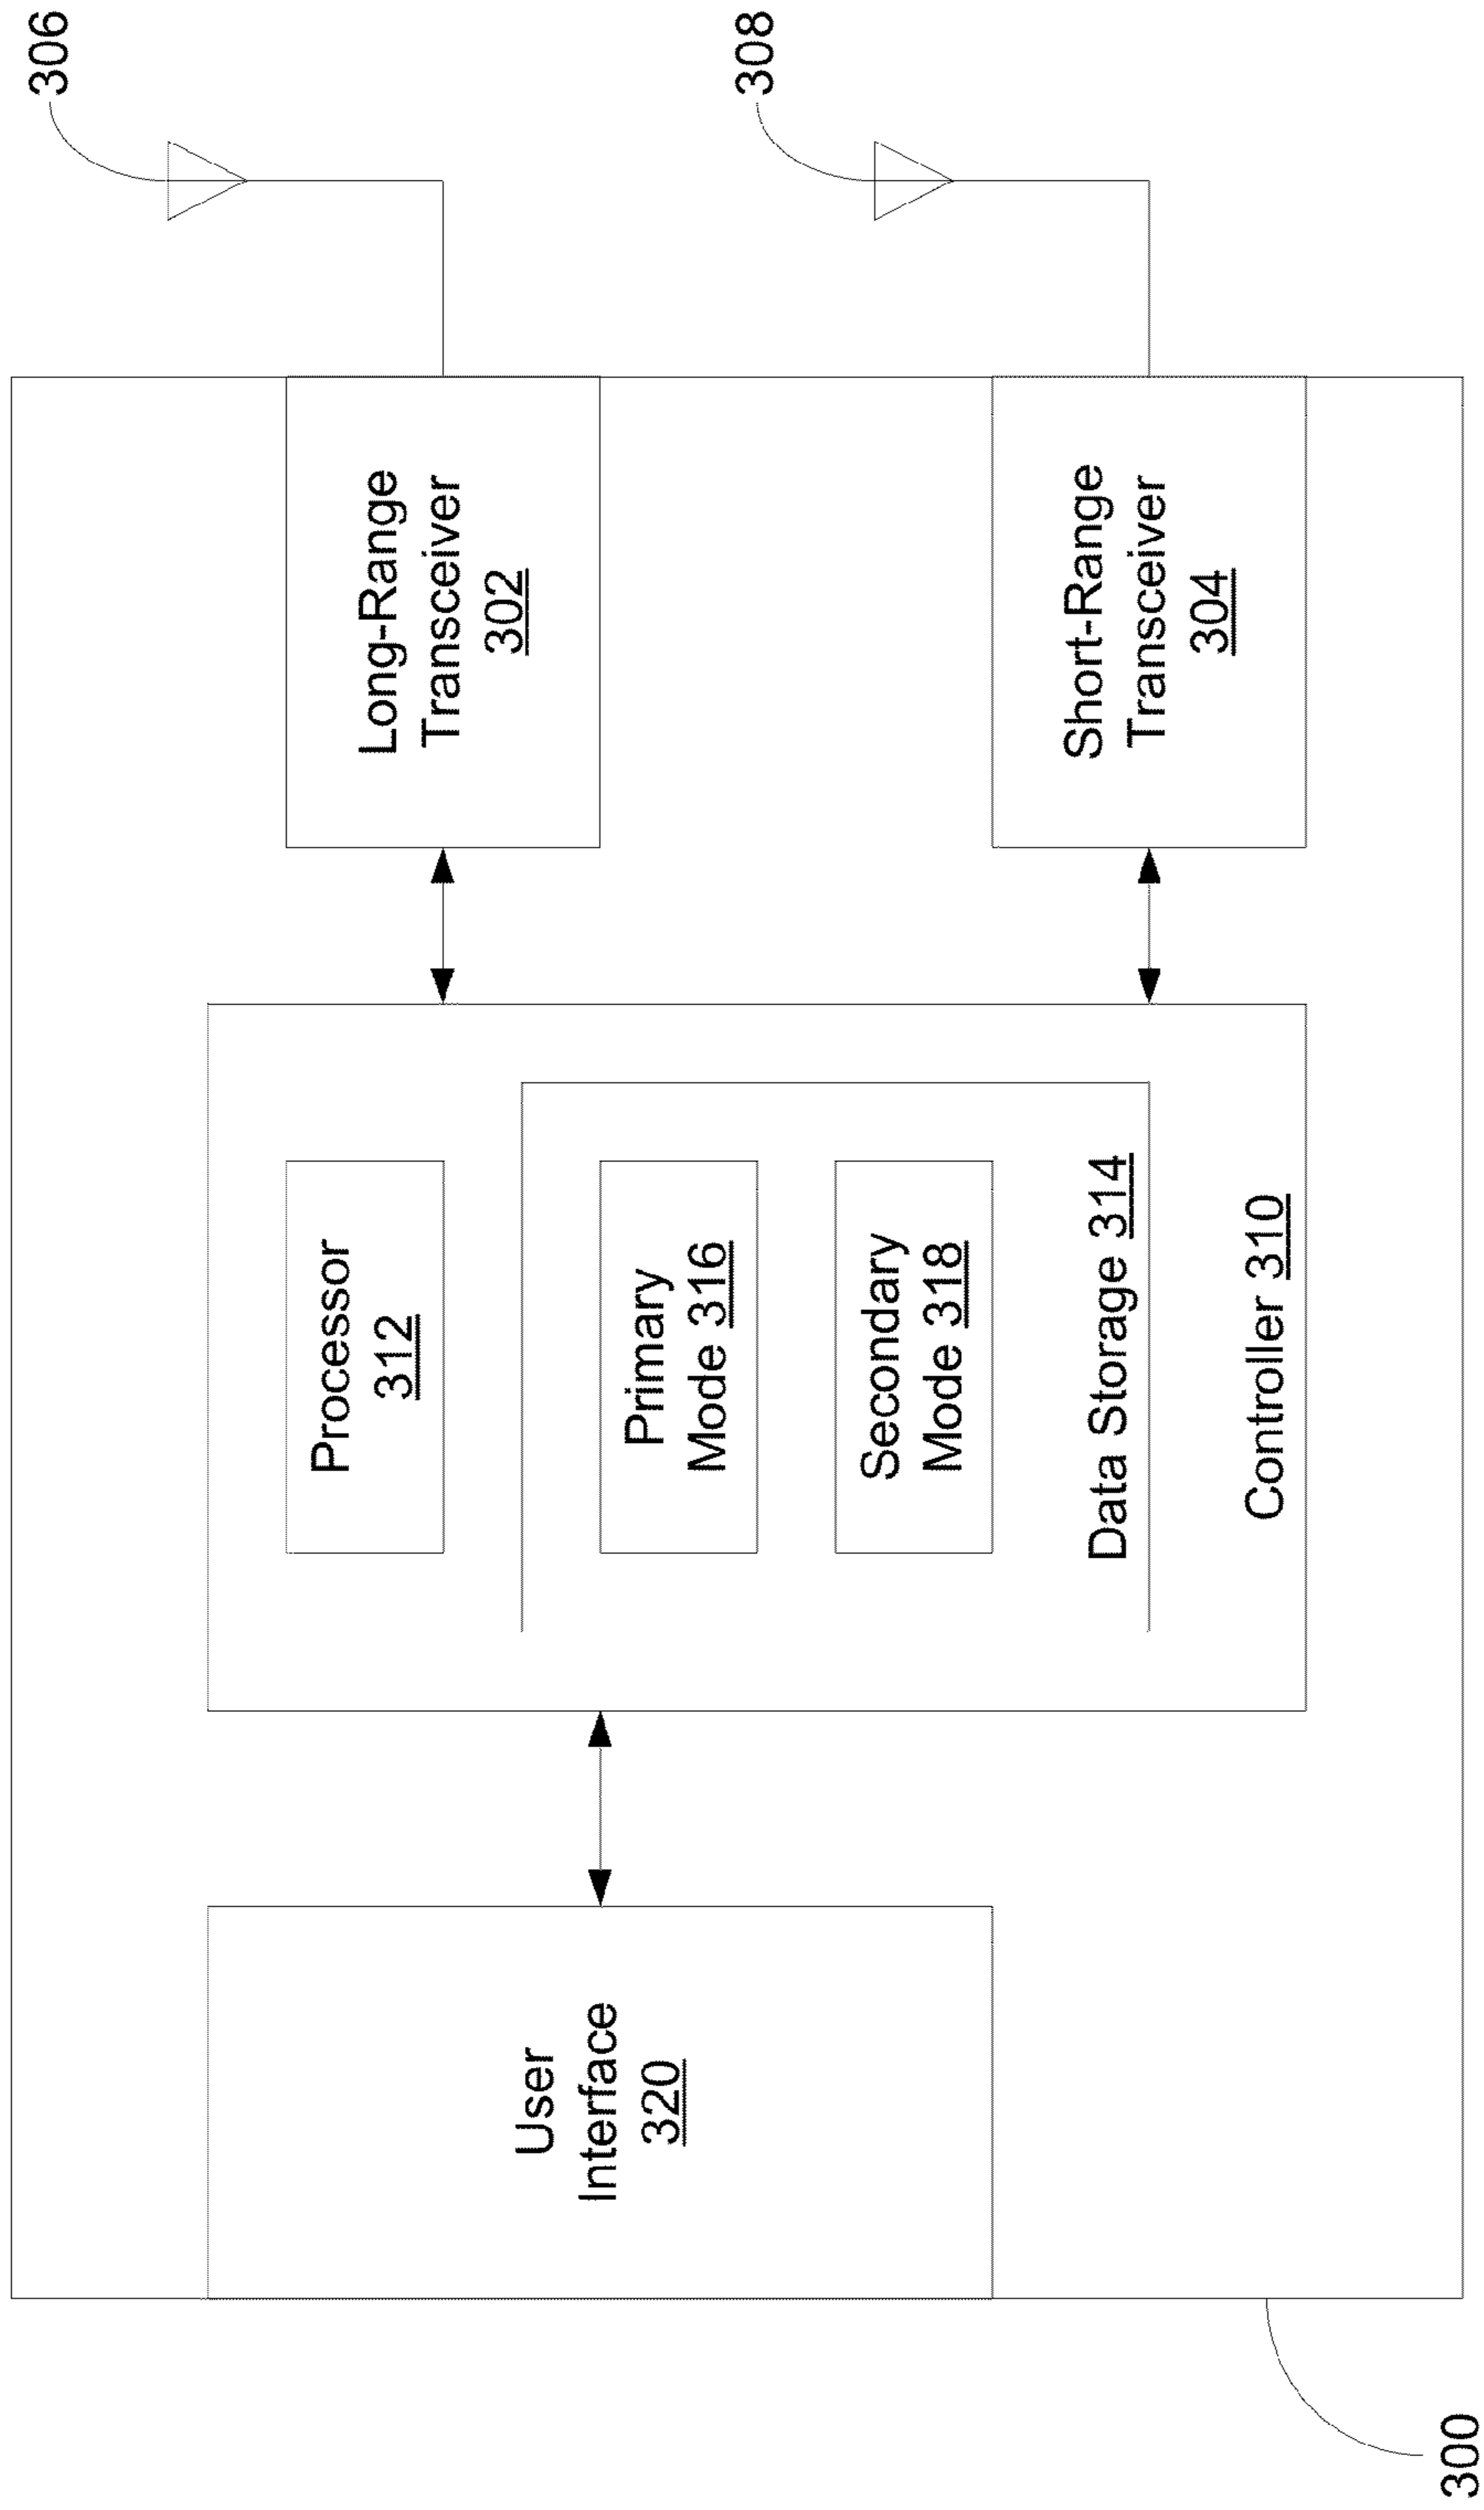 306
308
Long-Range
Transceiver
302
Short-Range
Transceiver
304
Processor
312
Primary
Mode 316
Secondary
Mode 318
Data Storage 314
Controller 310
User
Interface
320
300